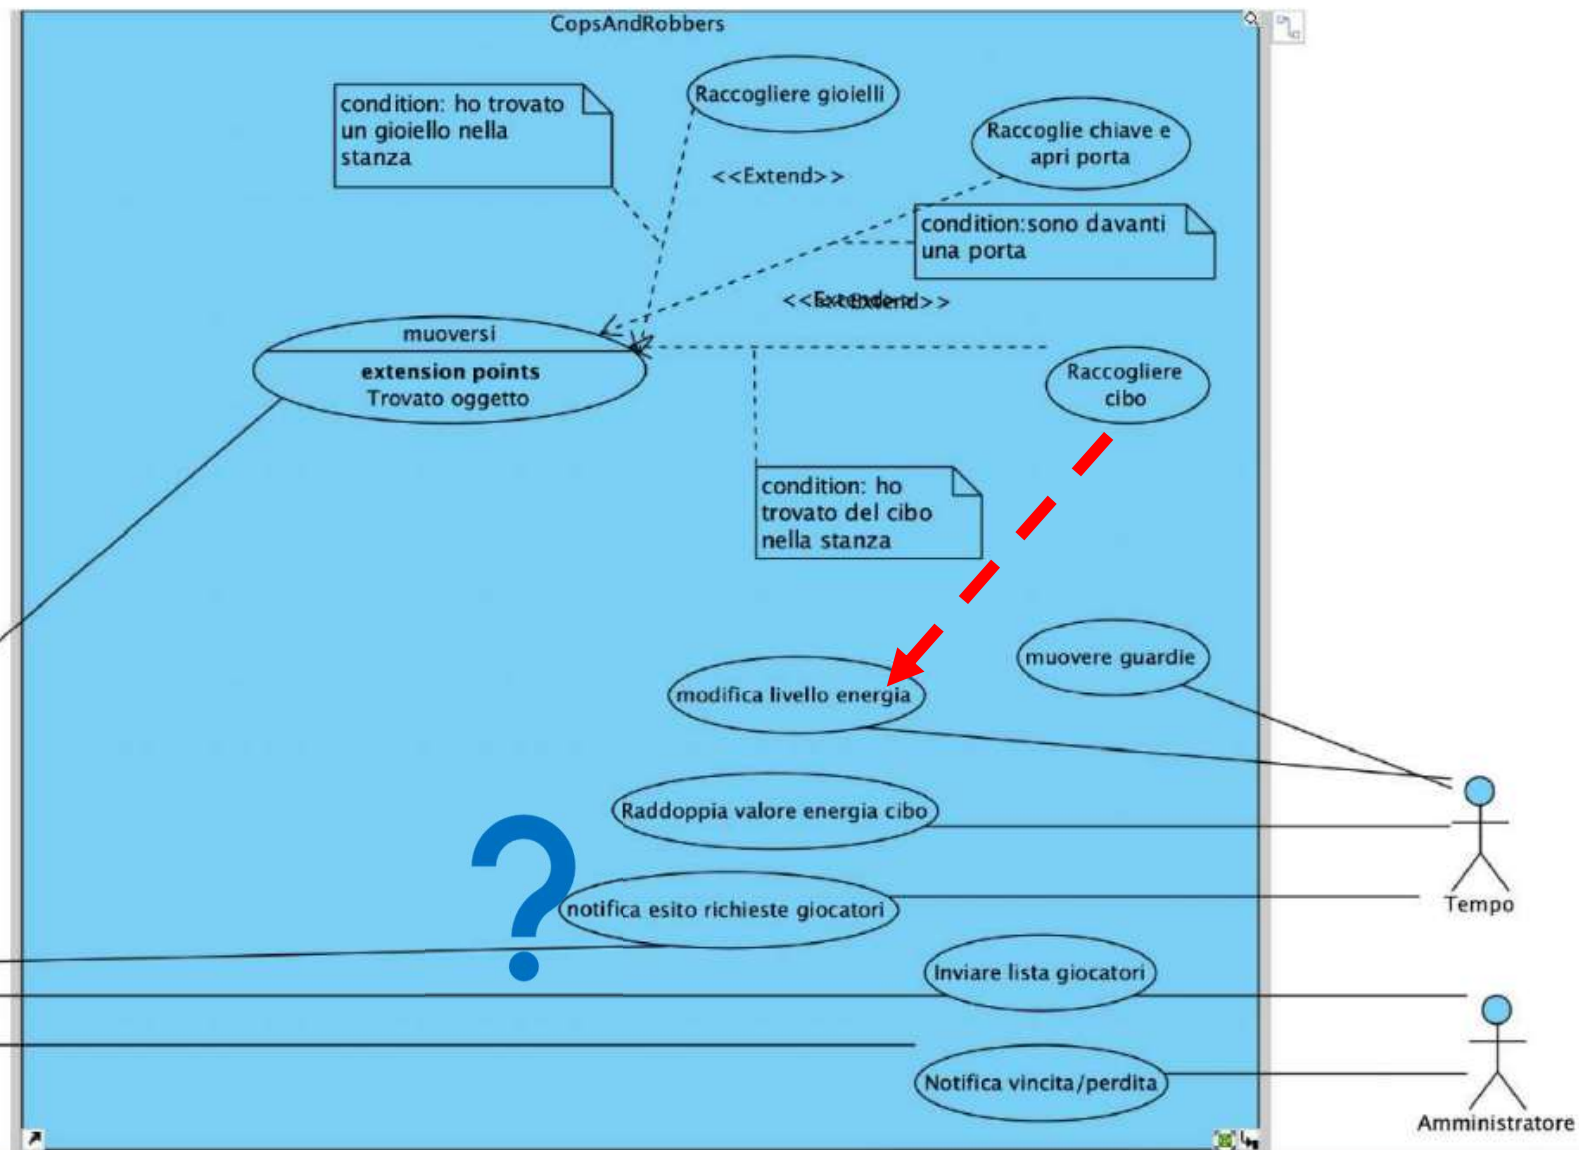 CopsAndRobbers
condition: ho trovato
un gioiello nella
stanza
Raccogliere gioielli
Raccoglie chiave e
apri porta
<<Extend>>
condition:sono davanti
una porta
<<Extend>>
<<Extend>>
muoversi
extension points
Trovato oggetto
Raccogliere
cibo
condition: ho
trovato del cibo
nella stanza
muovere guardie
modifica livello energia
Raddoppia valore energia cibo
?
notifica esito richieste giocatori
Tempo
Inviare lista giocatori
Notifica vincita/perdita
Amministratore